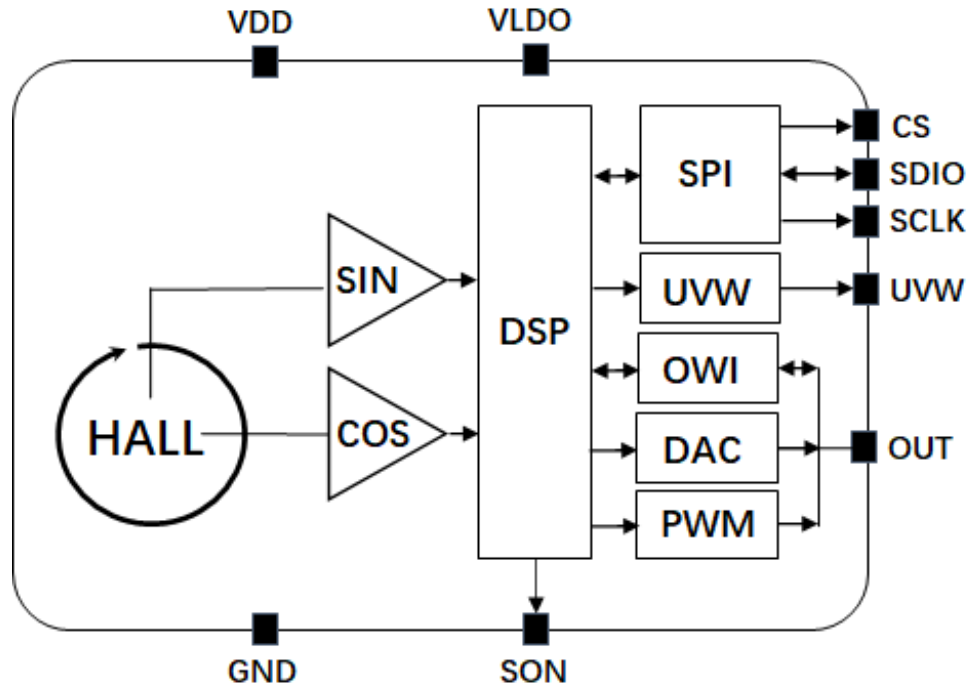 VDD
VLDO
CS
SDIO
SCLK
SPI
SIN
UVW
UVW
DSP
OWI
HALL
COS
DAC
OUT
PWM
GND
SON